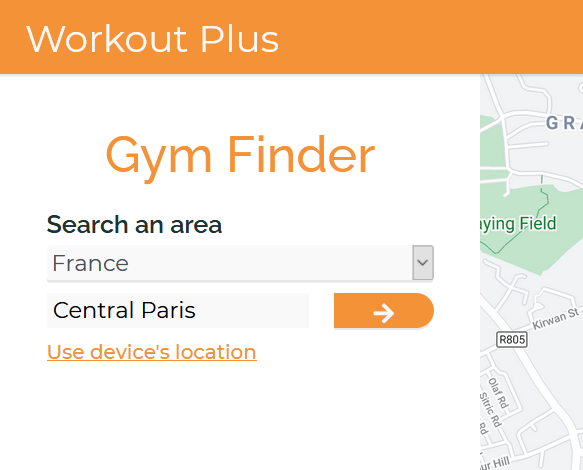 Workout Plus
Gym Finder
Search an area
France
Central Paris
Use device's location
GRA
aying Field
Kirwan St
R805
Olaf Rd
Sitric Rd
ur Hill